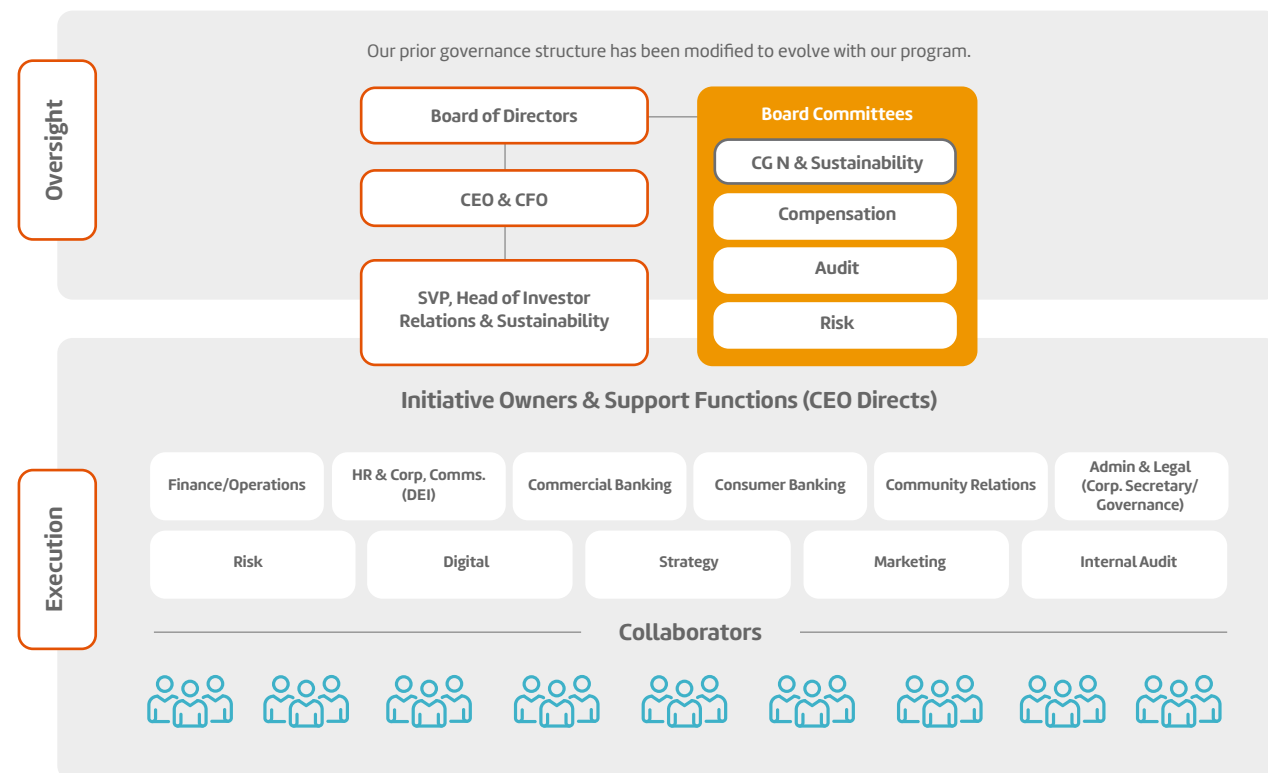 Our prior governance structure has been modified to evolve with our program.
Oversight
Board of Directors
CEO & CFO
SVP, Head of Investor
Relations & Sustainability
Board Committees
CG N & Sustainability
Compensation
Audit
Risk
Execution
Initiative Owners & Support Functions (CEO Directs)
Finance/Operations
HR & Corp, Comms.
(DEI)
Commercial Banking
Consumer Banking
Community Relations
Admin & Legal
(Corp. Secretary/
Governance)
Risk
Digital
Strategy
Marketing
Internal Audit
Collaborators